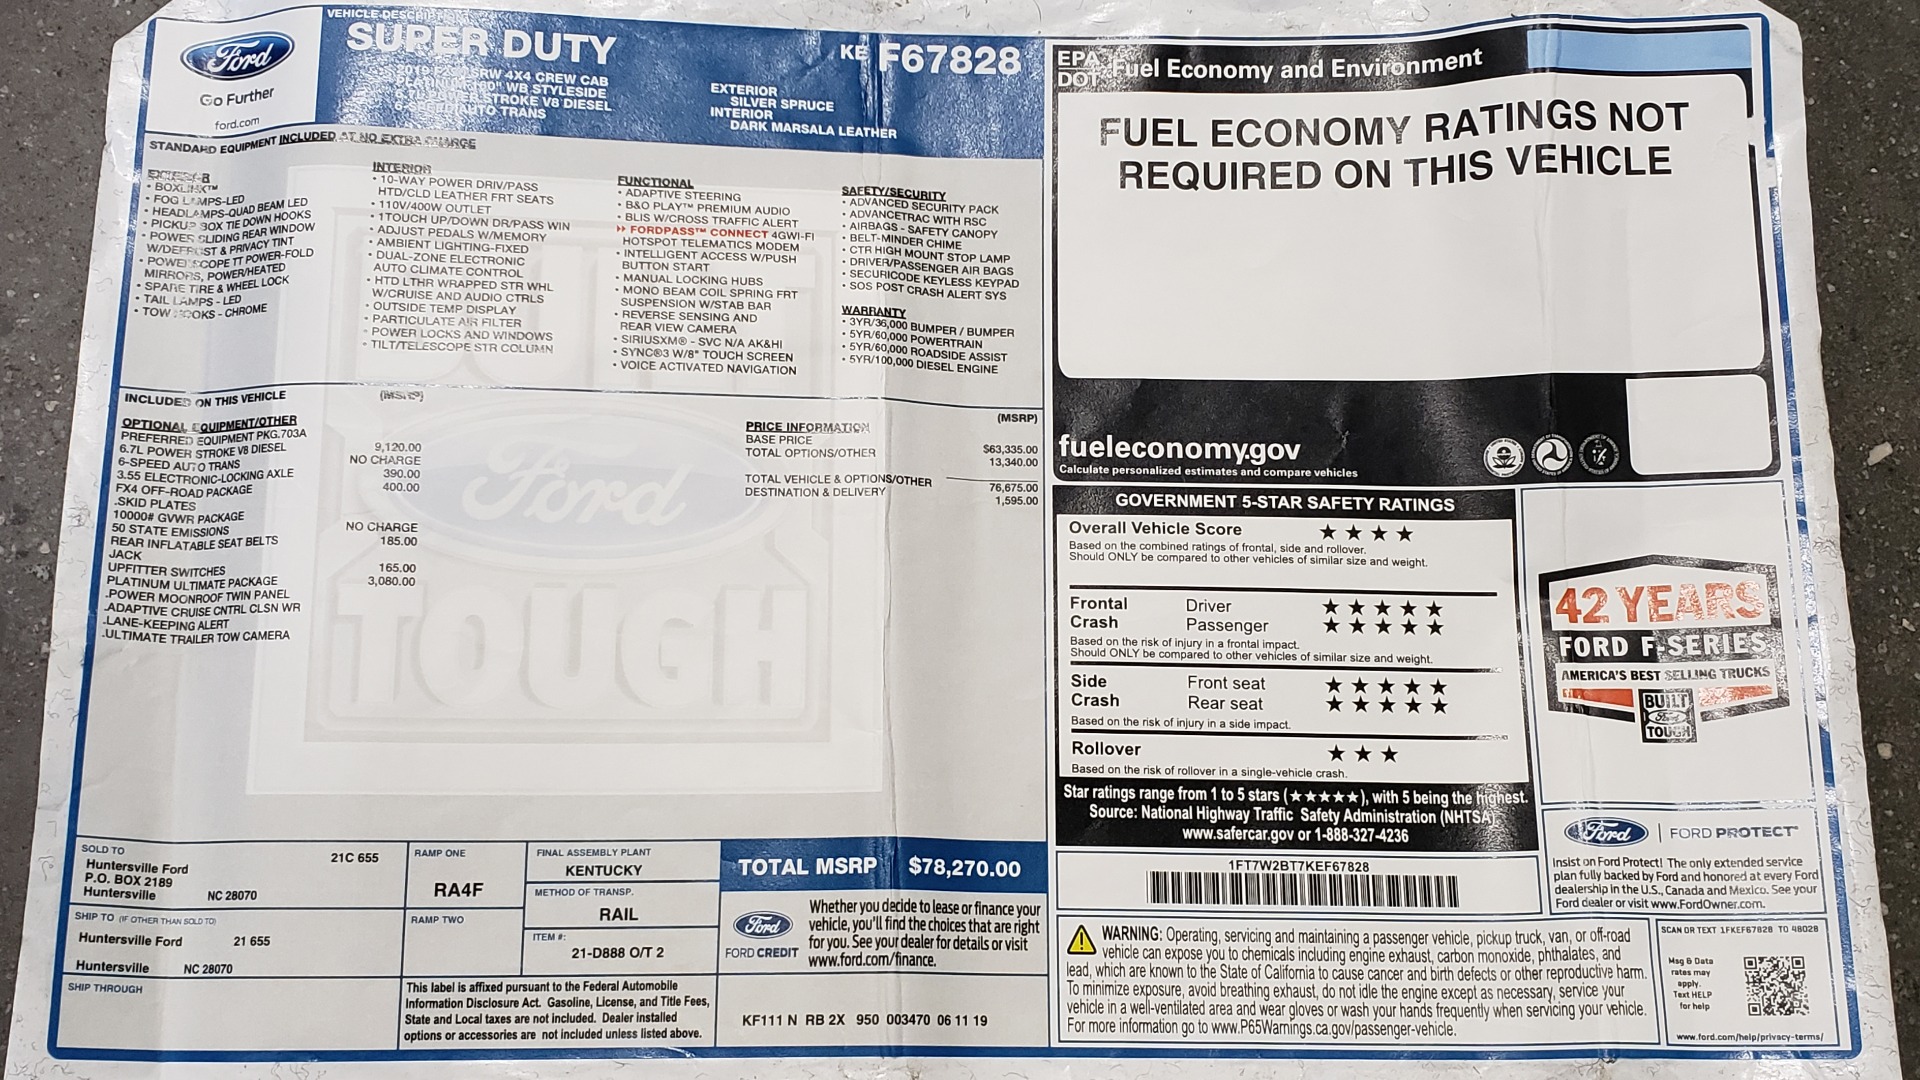 Ford
Go Further
ford.com
VEHICLE DESCRIPTION
SUPER DUTY
SRW 4X4 CREW CAB
WB STYLESIDE
STROKE V8 DIESEL
6-SPEED AUTO TRANS
EXTERIOR
SILVER SPRUCE
INTERIOR
DARK MARSALA LEATHER
KE F67828
STANDARD EQUIPMENT INCLUDED AT NO EXTRA CHARGE
EXTERIOR
• BOXLINK™
• FOG LAMPS-LED
• HEADLAMPS-QUAD BEAM LED
• PICKUP BOX TIE DOWN HOOKS
• POWER SLIDING REAR WINDOW
W/DEFROST & PRIVACY TINT
• POWERSCOPE TT POWER-FOLD
MIRRORS, POWER/HEATED
• SPARE TIRE & WHEEL LOCK
• TAIL LAMPS - LED
• TOW HOOKS - CHROME
INTERIOR
• 10-WAY POWER DRIV/PASS
HTD/CLD LEATHER FRT SEATS
• 110V/400W OUTLET
• 1TOUCH UP/DOWN DR/PASS WIN
• ADJUST PEDALS W/MEMORY
• AMBIENT LIGHTING-FIXED
• DUAL-ZONE ELECTRONIC
AUTO CLIMATE CONTROL
• HTD LTHR WRAPPED STR WHL
W/CRUISE AND AUDIO CTRLS
• OUTSIDE TEMP DISPLAY
• PARTICULATE AIR FILTER
• POWER LOCKS AND WINDOWS
• TILT/TELESCOPE STR COLUMN
FUNCTIONAL
• ADAPTIVE STEERING
• B&O PLAY™ PREMIUM AUDIO
• BLIS W/CROSS TRAFFIC ALERT
›› FORDPASS™ CONNECT 4GWI-FI
HOTSPOT TELEMATICS MODEM
• INTELLIGENT ACCESS W/PUSH
BUTTON START
• MANUAL LOCKING HUBS
• MONO BEAM COIL SPRING FRT
SUSPENSION W/STAB BAR
• REVERSE SENSING AND
REAR VIEW CAMERA
• SIRIUSXM® - SVC N/A AK&HI
• SYNC®3 W/8" TOUCH SCREEN
• VOICE ACTIVATED NAVIGATION
SAFETY/SECURITY
• ADVANCED SECURITY PACK
• ADVANCETRAC WITH RSC
• AIRBAGS - SAFETY CANOPY
• BELT-MINDER CHIME
• CTR HIGH MOUNT STOP LAMP
• DRIVER/PASSENGER AIR BAGS
• SECURICODE KEYLESS KEYPAD
• SOS POST CRASH ALERT SYS
WARRANTY
• 3YR/36,000 BUMPER / BUMPER
• 5YR/60,000 POWERTRAIN
• 5YR/60,000 ROADSIDE ASSIST
• 5YR/100,000 DIESEL ENGINE
INCLUDED ON THIS VEHICLE (MSRP)
OPTIONAL EQUIPMENT/OTHER
PREFERRED EQUIPMENT PKG.703A
6.7L POWER STROKE V8 DIESEL 9,120.00
6-SPEED AUTO TRANS NO CHARGE
3.55 ELECTRONIC-LOCKING AXLE 390.00
FX4 OFF-ROAD PACKAGE 400.00
.SKID PLATES
10000# GVWR PACKAGE
50 STATE EMISSIONS NO CHARGE
REAR INFLATABLE SEAT BELTS 185.00
JACK
UPFITTER SWITCHES 165.00
PLATINUM ULTIMATE PACKAGE 3,080.00
.POWER MOONROOF TWIN PANEL
.ADAPTIVE CRUISE CNTRL CLSN WR
.LANE-KEEPING ALERT
.ULTIMATE TRAILER TOW CAMERA
PRICE INFORMATION (MSRP)
BASE PRICE $63,335.00
TOTAL OPTIONS/OTHER 13,340.00
TOTAL VEHICLE & OPTIONS/OTHER 76,675.00
DESTINATION & DELIVERY 1,595.00
Ford
TOUGH
SOLD TO
Huntersville Ford 21C 655
P.O. BOX 2189
Huntersville NC 28070
SHIP TO (IF OTHER THAN SOLD TO)
Huntersville Ford 21 655
Huntersville NC 28070
SHIP THROUGH
RAMP ONE
RA4F
RAMP TWO
FINAL ASSEMBLY PLANT
KENTUCKY
METHOD OF TRANSP.
RAIL
ITEM #:
21-D888 O/T 2
This label is affixed pursuant to the Federal Automobile
Information Disclosure Act. Gasoline, License, and Title Fees,
State and Local taxes are not included. Dealer installed
options or accessories are not included unless listed above.
TOTAL MSRP $78,270.00
Ford
FORD CREDIT
Whether you decide to lease or finance your
vehicle, you'll find the choices that are right
for you. See your dealer for details or visit
www.ford.com/finance.
KF111 N RB 2X 950 003470 06 11 19
EPA
DOT Fuel Economy and Environment
FUEL ECONOMY RATINGS NOT
REQUIRED ON THIS VEHICLE
fueleconomy.gov
Calculate personalized estimates and compare vehicles
GOVERNMENT 5-STAR SAFETY RATINGS
Overall Vehicle Score ★ ★ ★ ★
Based on the combined ratings of frontal, side and rollover.
Should ONLY be compared to other vehicles of similar size and weight.
Frontal Driver ★ ★ ★ ★ ★
Crash Passenger ★ ★ ★ ★ ★
Based on the risk of injury in a frontal impact.
Should ONLY be compared to other vehicles of similar size and weight.
Side Front seat ★ ★ ★ ★ ★
Crash Rear seat ★ ★ ★ ★ ★
Based on the risk of injury in a side impact.
Rollover ★ ★ ★
Based on the risk of rollover in a single-vehicle crash.
Star ratings range from 1 to 5 stars (★★★★★), with 5 being the highest.
Source: National Highway Traffic Safety Administration (NHTSA)
www.safercar.gov or 1-888-327-4236
1FT7W2BT7KEF67828
42 YEARS
FORD F-SERIES
AMERICA'S BEST SELLING TRUCKS
BUILT
Ford
TOUGH
Ford | FORD PROTECT
Insist on Ford Protect! The only extended service
plan fully backed by Ford and honored at every Ford
dealership in the U.S., Canada and Mexico. See your
Ford dealer or visit www.FordOwner.com.
WARNING: Operating, servicing and maintaining a passenger vehicle, pickup truck, van, or off-road
vehicle can expose you to chemicals including engine exhaust, carbon monoxide, phthalates, and
lead, which are known to the State of California to cause cancer and birth defects or other reproductive harm.
To minimize exposure, avoid breathing exhaust, do not idle the engine except as necessary, service your
vehicle in a well-ventilated area and wear gloves or wash your hands frequently when servicing your vehicle.
For more information go to www.P65Warnings.ca.gov/passenger-vehicle.
SCAN OR TEXT 1FKEF67828 TO 48028
Msg & Data
rates may
apply.
Text HELP
for help
www.ford.com/help/privacy-terms/